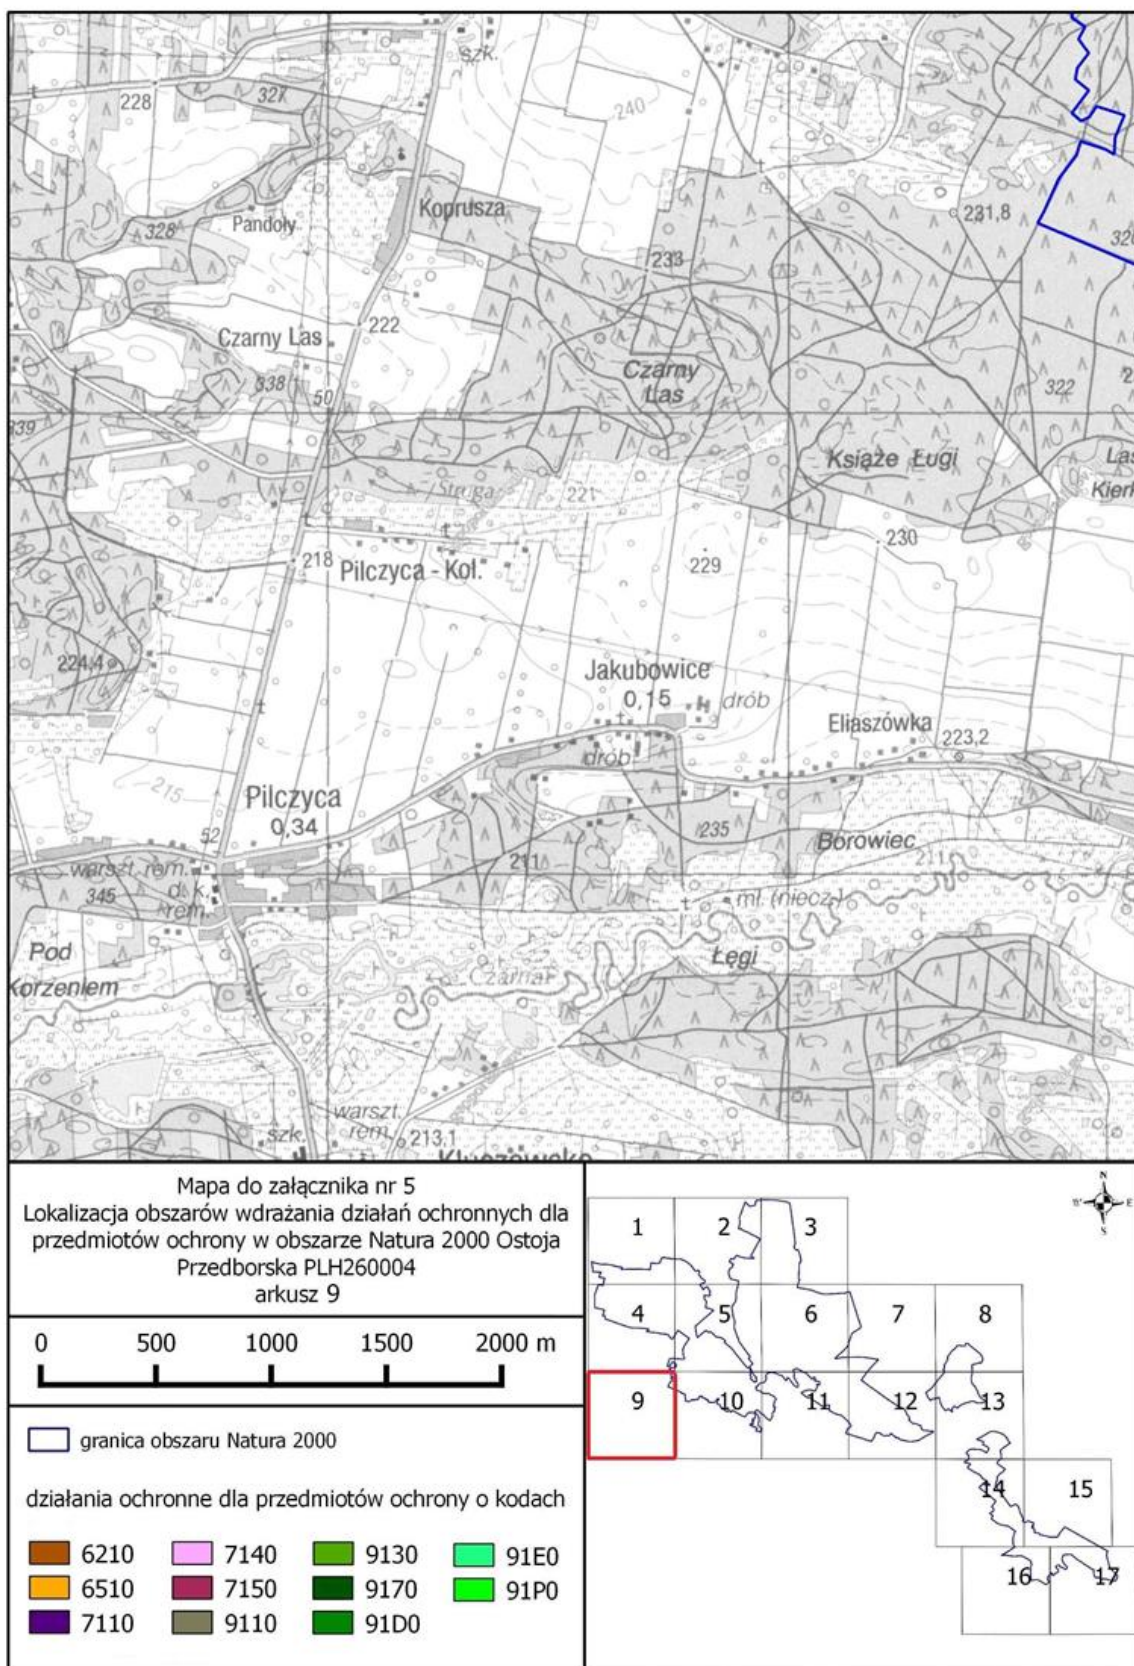 szk.
228
327
240
Koprusza
231,8
328
Pandoły
320
233
222
Czarny Las
338
50
Czarny
Las
322
339
Książe Ługi
Las
Kierk
Struga
221
230
218
Pilczyca - Kol.
229
224,4
Jakubowice
0,15
drób
Eliaszówka
223,2
drób
215
Pilczyca
0,34
52
235
Borowiec
warszt. rem.
211
211
d. k.
345
rem.
mł. (niecz.)
Pod
Korzeniem
Łęgi
Czarna
warszt.
rem.
szk.
213,1
Kluczewsko
Mapa do załącznika nr 5
Lokalizacja obszarów wdrażania działań ochronnych dla
przedmiotów ochrony w obszarze Natura 2000 Ostoja
Przedborska PLH260004
arkusz 9
0 500 1000 1500 2000 m
granica obszaru Natura 2000
działania ochronne dla przedmiotów ochrony o kodach
6210 7140 9130 91E0
6510 7150 9170 91P0
7110 9110 91D0
N
W E
S
1 2 3
4 5 6 7 8
9 10 11 12 13
14 15
16 17